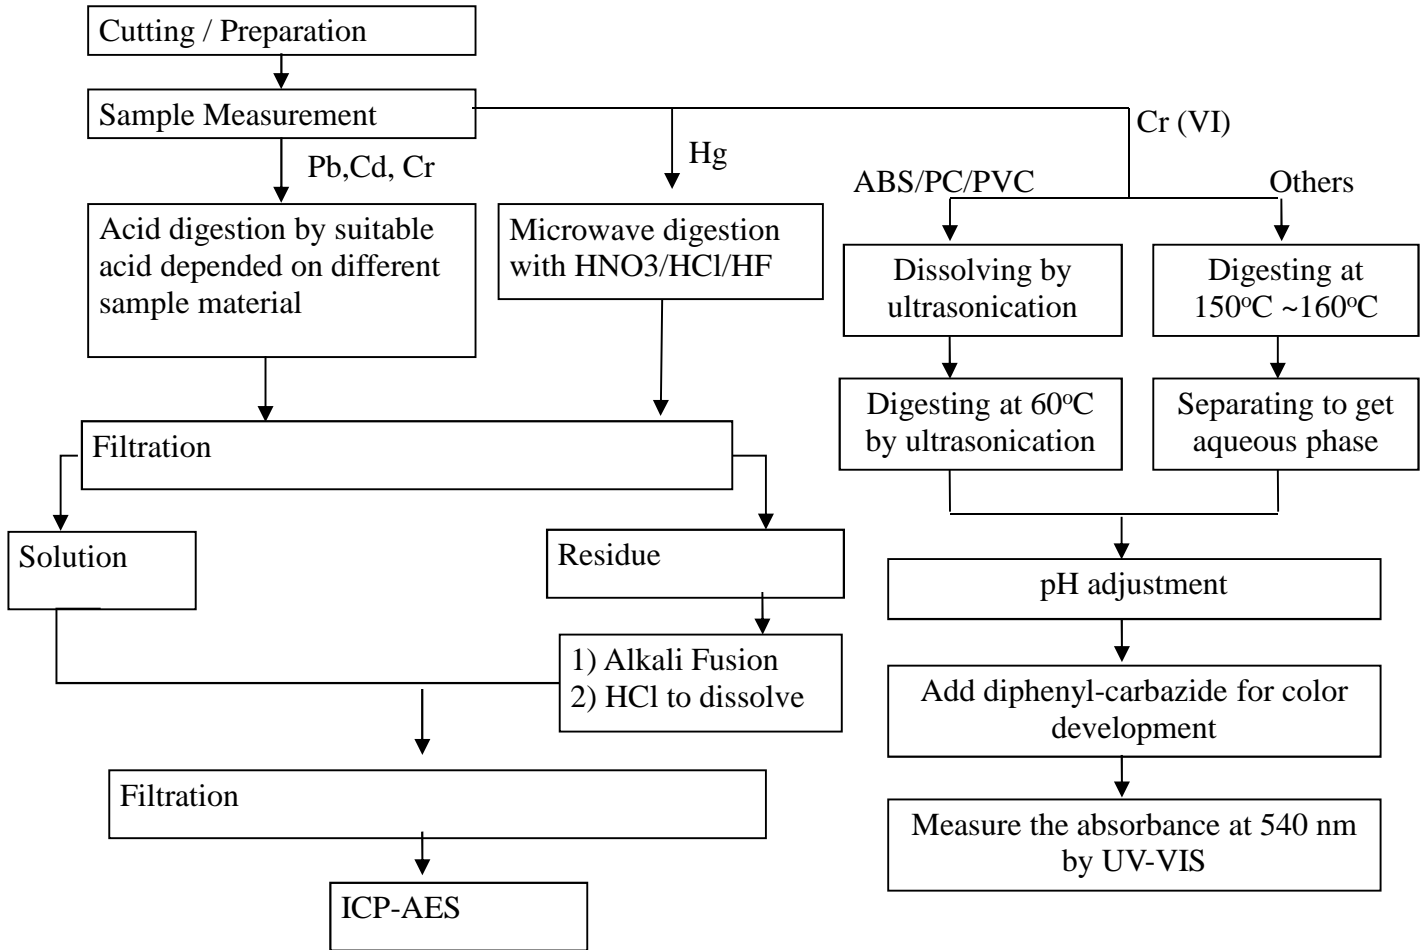 Cutting / Preparation
Sample Measurement
Pb,Cd, Cr
Hg
Cr (VI)
ABS/PC/PVC
Others
Acid digestion by suitable
acid depended on different
sample material
Microwave digestion
with HNO3/HCl/HF
Dissolving by
ultrasonication
Digesting at
150ºC ~160ºC
Digesting at 60ºC
by ultrasonication
Separating to get
aqueous phase
Filtration
Solution
Residue
pH adjustment
1) Alkali Fusion
2) HCl to dissolve
Add diphenyl-carbazide for color
development
Filtration
Measure the absorbance at 540 nm
by UV-VIS
ICP-AES